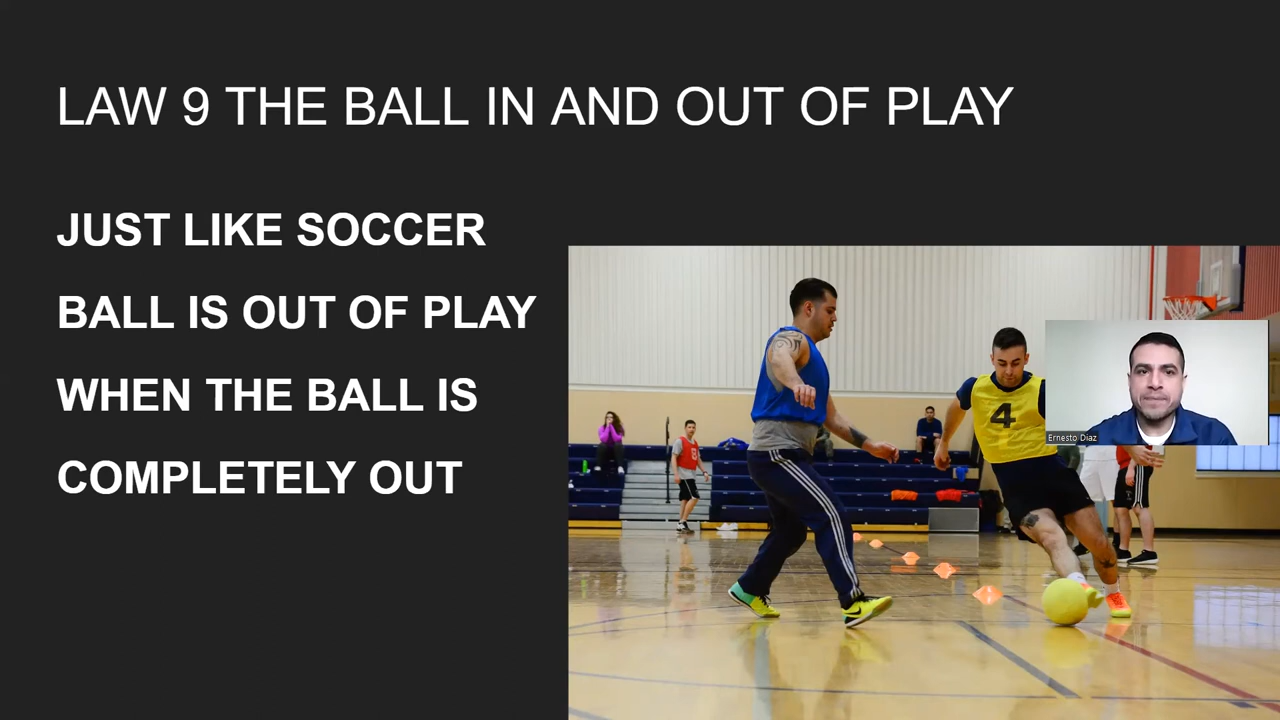 LAW 9 THE BALL IN AND OUT OF PLAY
JUST LIKE SOCCER
BALL IS OUT OF PLAY
WHEN THE BALL IS
COMPLETELY OUT
4
Ernesto Diaz